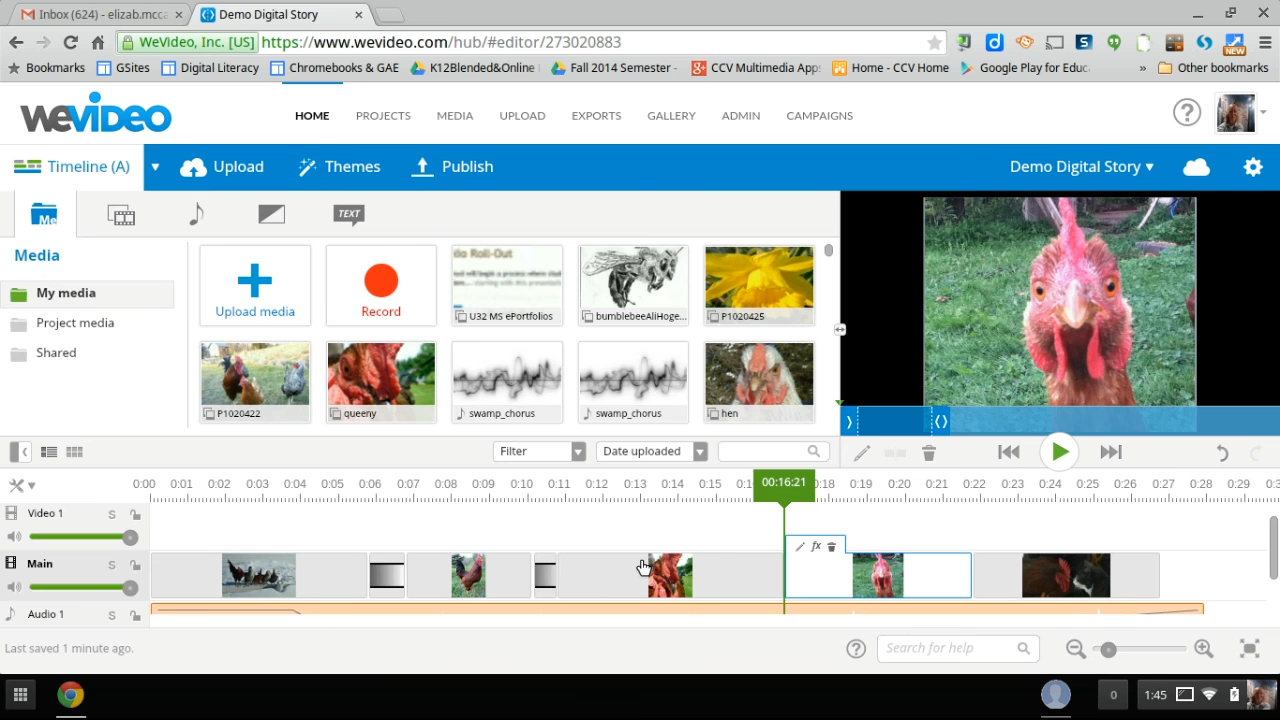 Inbox (624) - elizab.mcca
Demo Digital Story
WeVideo, Inc. [US] https://www.wevideo.com/hub/#editor/273020883
NEW
Bookmarks GSites Digital Literacy Chromebooks & GAE K12Blended&Online Fall 2014 Semester - CCV Multimedia Apps Home - CCV Home Google Play for Educ » Other bookmarks
WEVIDEO HOME PROJECTS MEDIA UPLOAD EXPORTS GALLERY ADMIN CAMPAIGNS
Timeline (A) Upload Themes Publish Demo Digital Story
Me TEXT
Media
My media
Project media
Shared
Upload media Record U32 MS ePortfolios bumblebeeAliHoge... P1020425
P1020422 queeny swamp_chorus swamp_chorus hen
Filter Date uploaded
0:00 0:01 0:02 0:03 0:04 0:05 0:06 0:07 0:08 0:09 0:10 0:11 0:12 0:13 0:14 0:15 00:16:21 0:18 0:19 0:20 0:21 0:22 0:23 0:24 0:25 0:26 0:27 0:28 0:29
Video 1 S
fx
Main S
Audio 1 S
Last saved 1 minute ago. Search for help
0 1:45